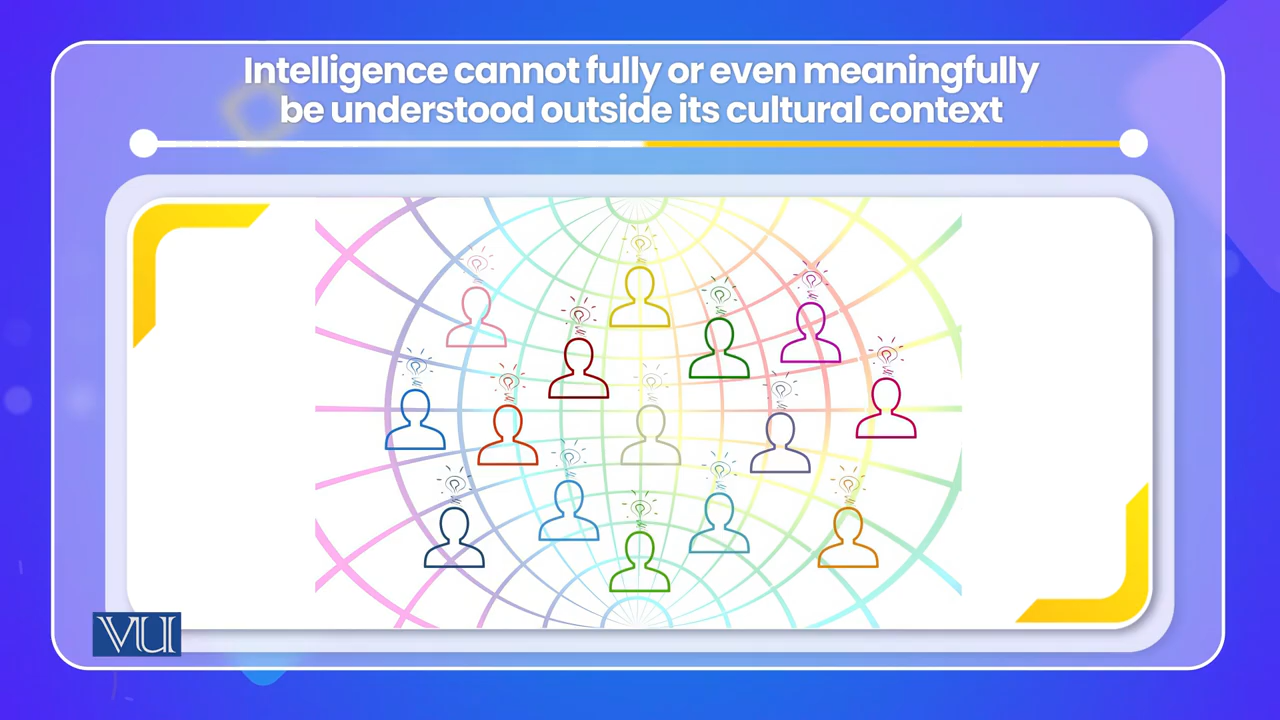 Intelligence cannot fully or even meaningfully
be understood outside its cultural context
VU